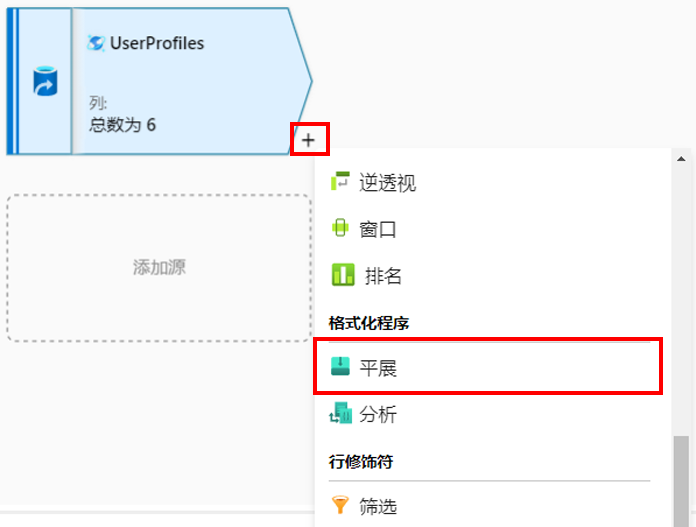 UserProfiles
列:
总数为 6
+
添加源
逆透视
窗口
排名
格式化程序
平展
分析
行修饰符
筛选